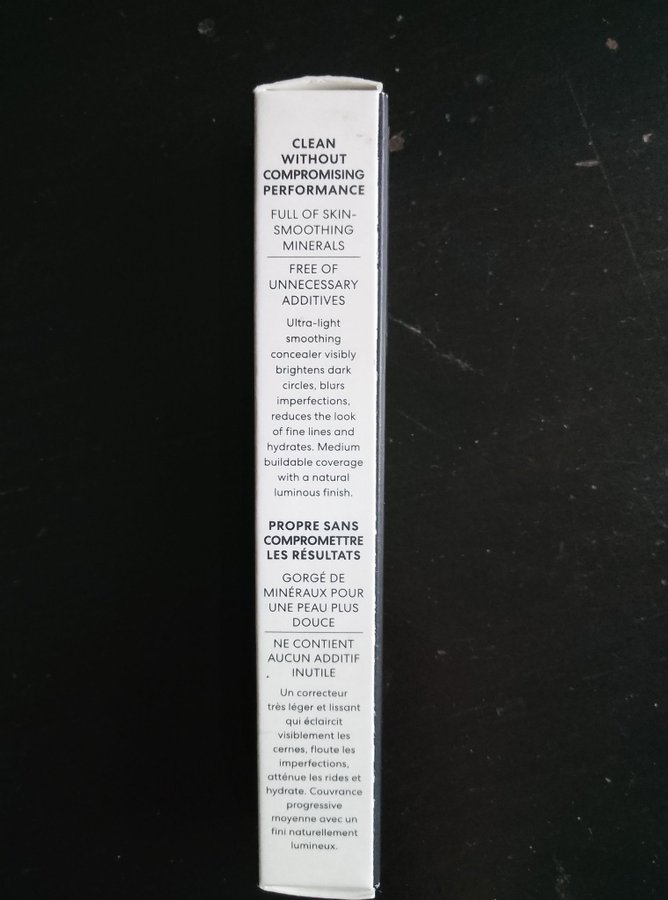 CLEAN
WITHOUT
COMPROMISING
PERFORMANCE
FULL OF SKIN-
SMOOTHING
MINERALS
FREE OF
UNNECESSARY
ADDITIVES
Ultra-light
smoothing
concealer visibly
brightens dark
circles, blurs
imperfections,
reduces the look
of fine lines and
hydrates. Medium
buildable coverage
with a natural
luminous finish.
PROPRE SANS
COMPROMETTRE
LES RÉSULTATS
GORGÉ DE
MINÉRAUX POUR
UNE PEAU PLUS
DOUCE
NE CONTIENT
AUCUN ADDITIF
INUTILE
Un correcteur
très léger et lissant
qui éclaircit
visiblement les
cernes, floute les
imperfections,
atténue les rides et
hydrate. Couvrance
progressive
moyenne avec un
fini naturellement
lumineux.